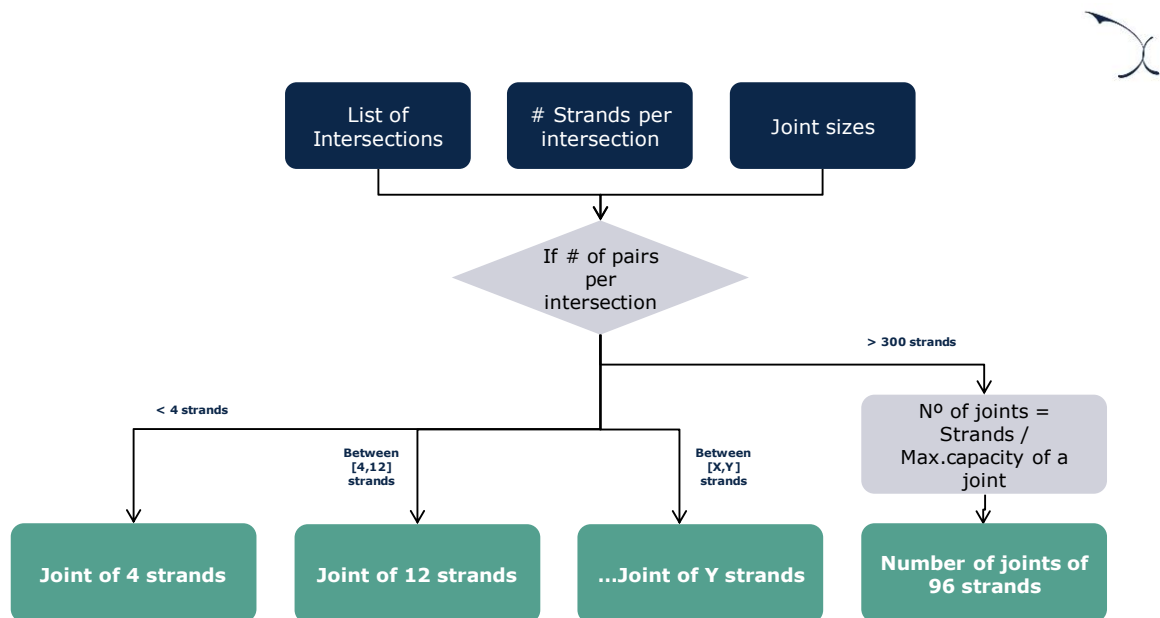 List of
Intersections
# Strands per
intersection
Joint sizes
If # of pairs
per
intersection
> 300 strands
< 4 strands
Between
[4,12]
strands
Between
[X,Y]
strands
Nº of joints =
Strands /
Max.capacity of a
joint
Joint of 4 strands
Joint of 12 strands
...Joint of Y strands
Number of joints of
96 strands